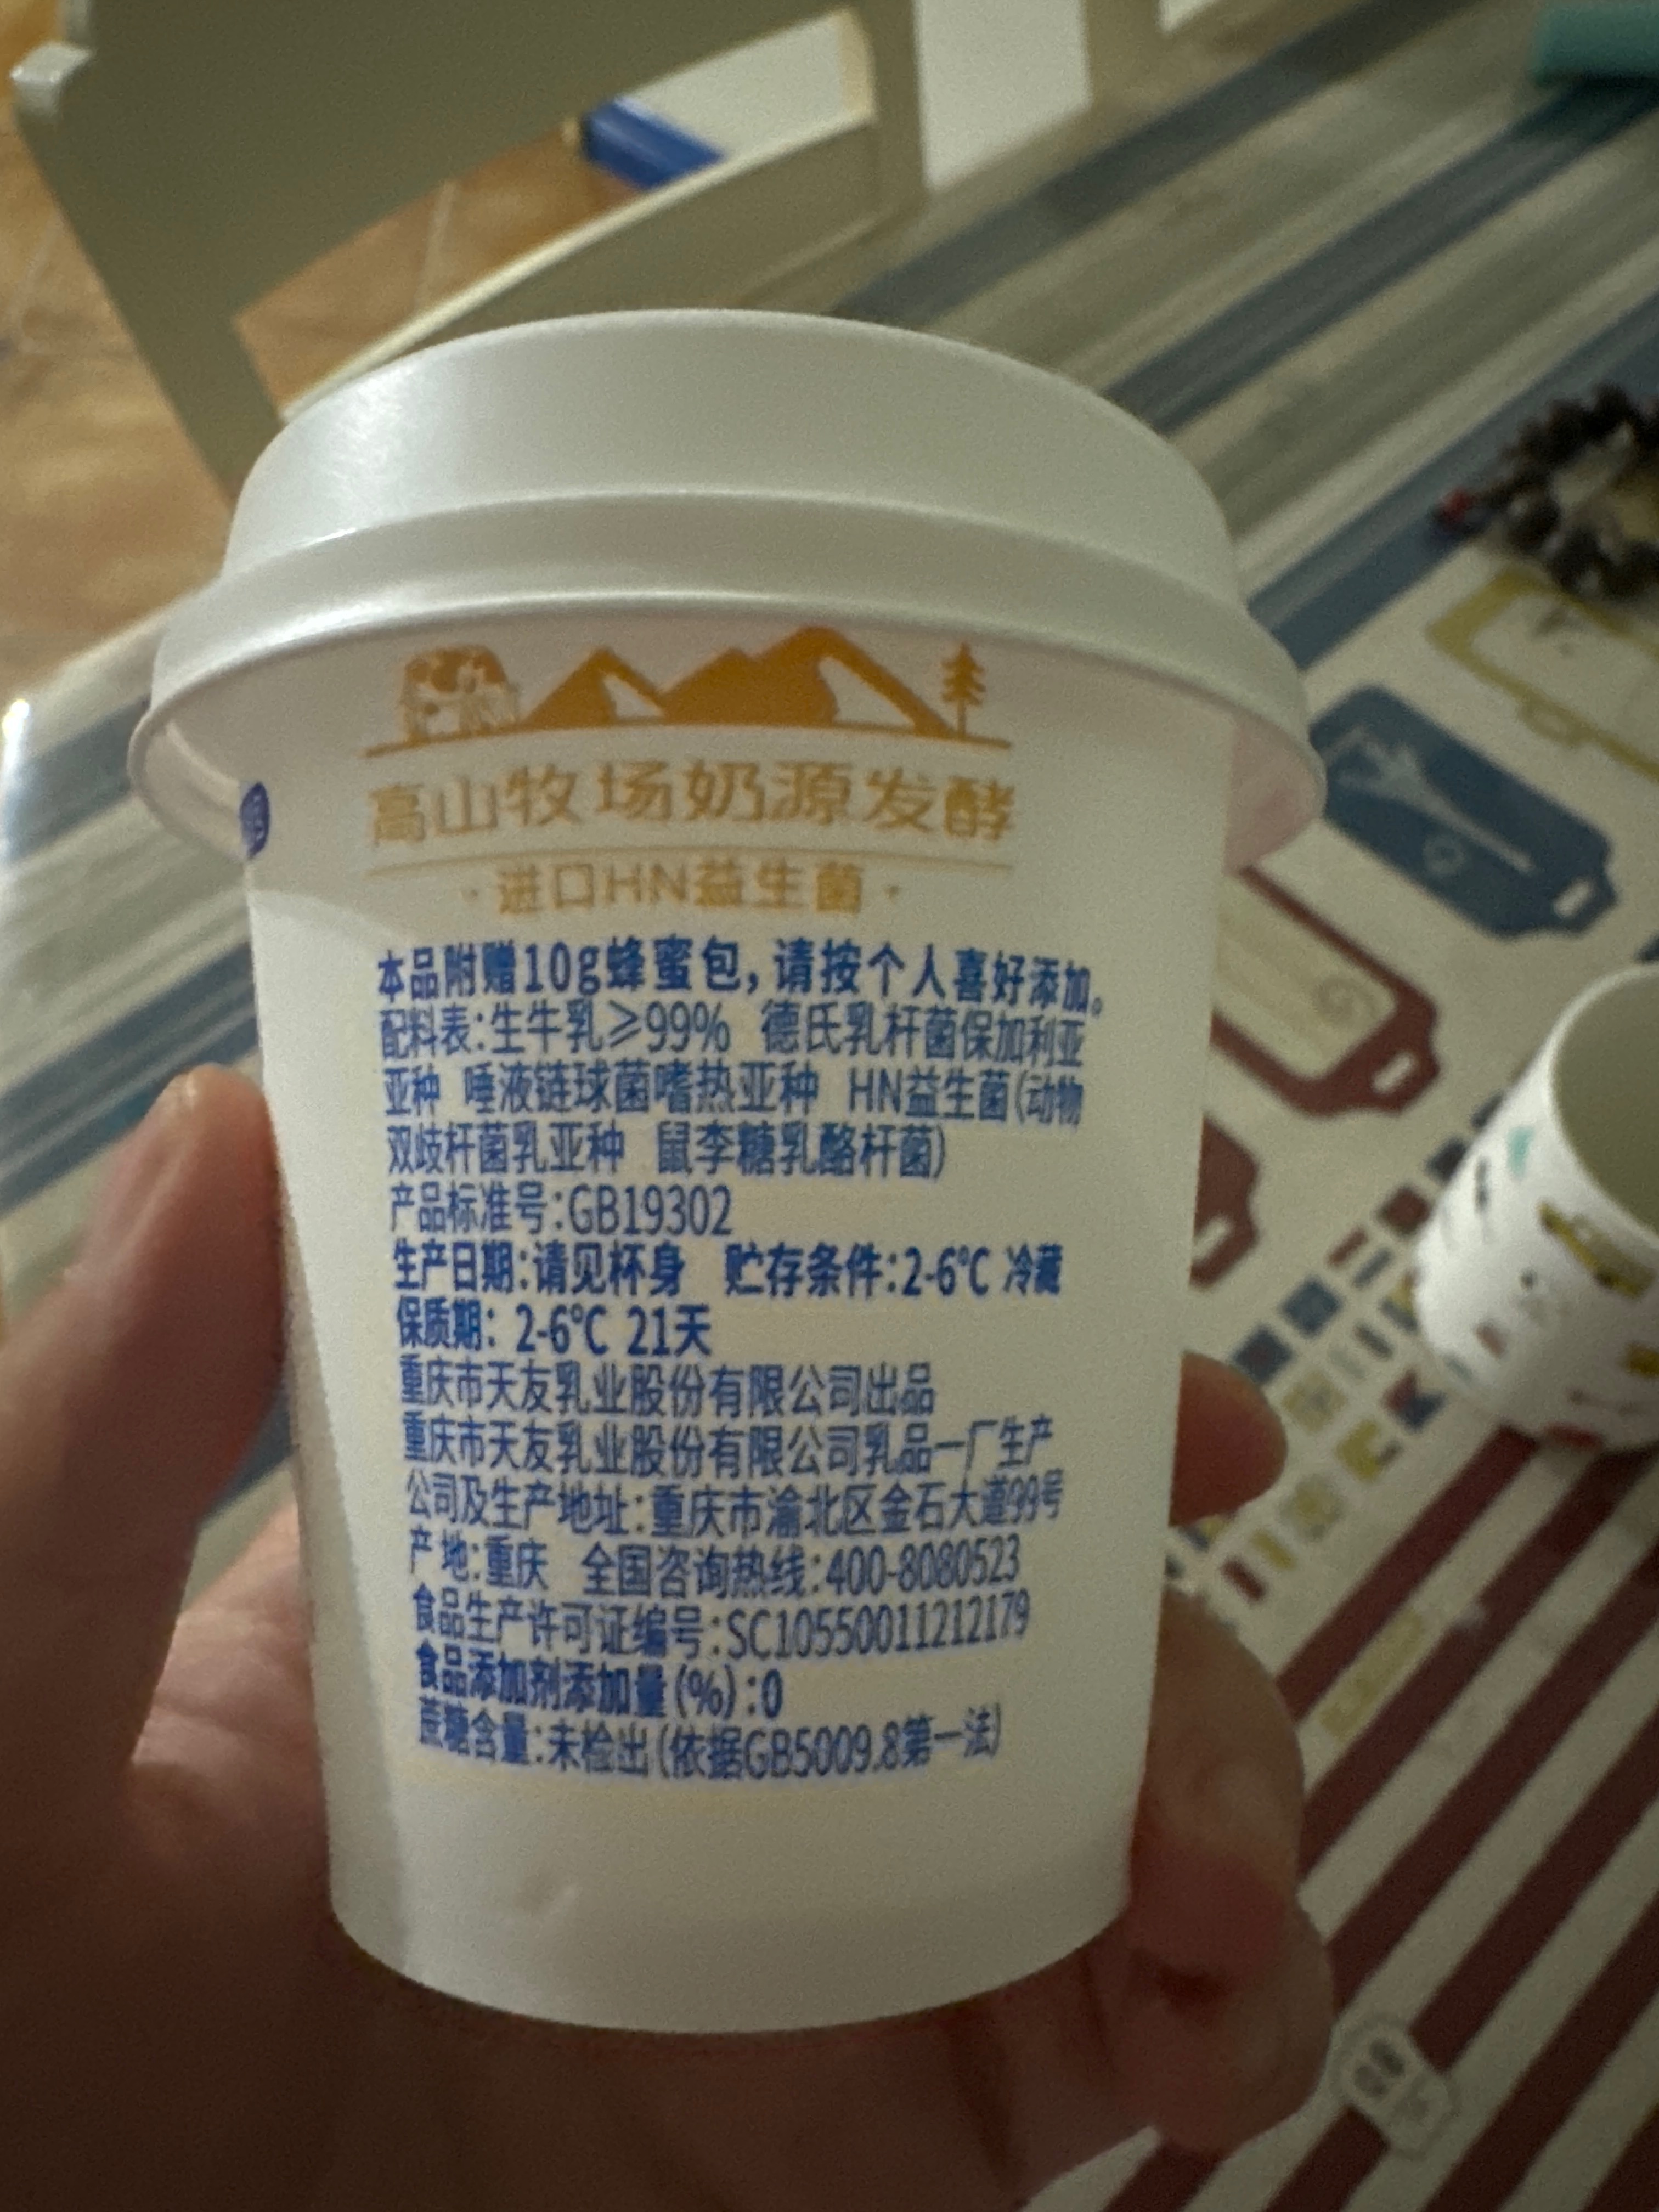 高山牧场奶源发酵
·进口HN益生菌·
本品附赠10g蜂蜜包，请按个人喜好添加。
配料表:生牛乳≥99% 德氏乳杆菌保加利亚
亚种 唾液链球菌嗜热亚种 HN益生菌(动物
双歧杆菌乳亚种 鼠李糖乳酪杆菌)
产品标准号:GB19302
生产日期:请见杯身 贮存条件:2-6℃ 冷藏
保质期: 2-6℃ 21天
重庆市天友乳业股份有限公司出品
重庆市天友乳业股份有限公司乳品一厂生产
公司及生产地址:重庆市渝北区金石大道99号
产地:重庆 全国咨询热线:400-8080523
食品生产许可证编号:SC10550011212179
食品添加剂添加量(%):0
蔗糖含量:未检出(依据GB5009.8第一法)